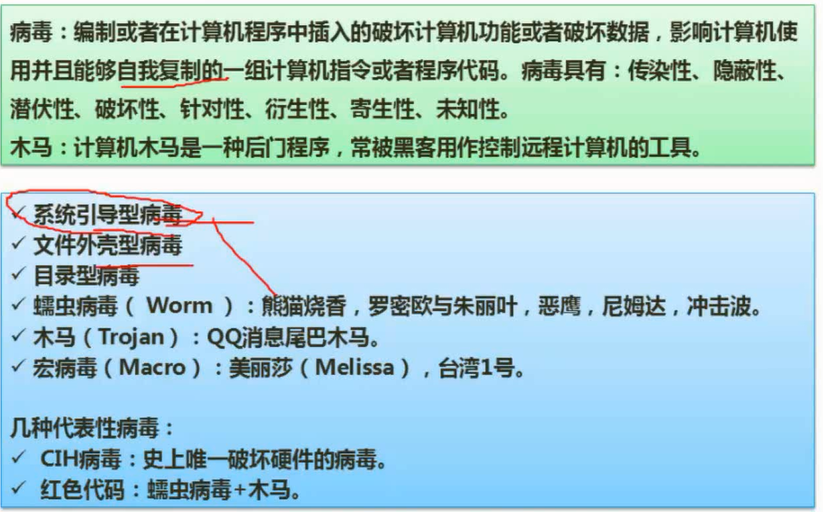 病毒：编制或者在计算机程序中插入的破坏计算机功能或者破坏数据，影响计算机使
用并且能够自我复制的一组计算机指令或者程序代码。病毒具有：传染性、隐蔽性、
潜伏性、破坏性、针对性、衍生性、寄生性、未知性。
木马：计算机木马是一种后门程序，常被黑客用作控制远程计算机的工具。
✓ 系统引导型病毒
✓ 文件外壳型病毒
✓ 目录型病毒
✓ 蠕虫病毒（ Worm ）：熊猫烧香，罗密欧与朱丽叶，恶鹰，尼姆达，冲击波。
✓ 木马（Trojan）：QQ消息尾巴木马。
✓ 宏病毒（Macro）：美丽莎（Melissa），台湾1号。
几种代表性病毒：
✓ CIH病毒：史上唯一破坏硬件的病毒。
✓ 红色代码：蠕虫病毒+木马。